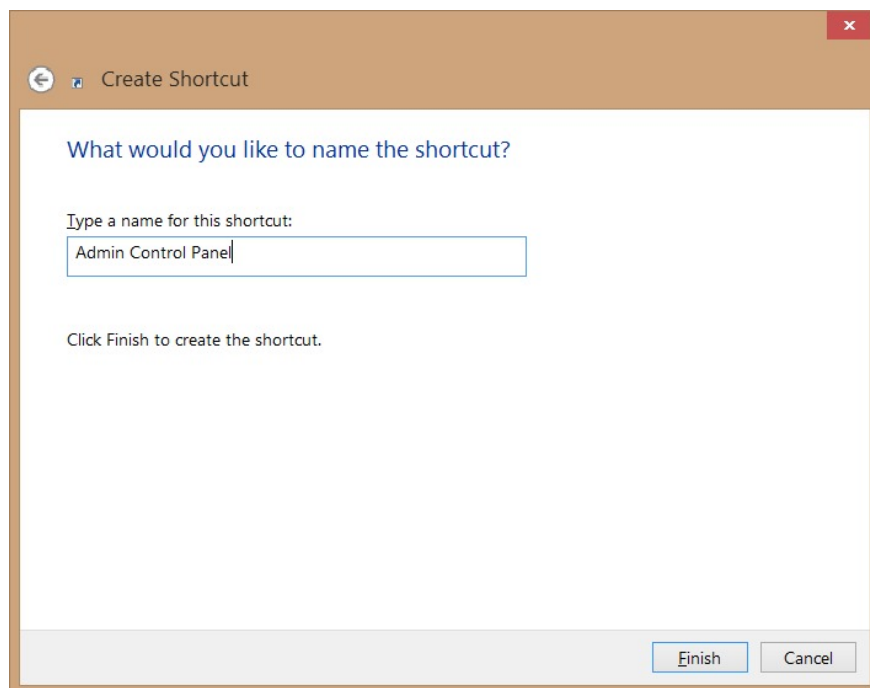 Create Shortcut
What would you like to name the shortcut?
Type a name for this shortcut:
Admin Control Panel
Click Finish to create the shortcut.
Finish
Cancel